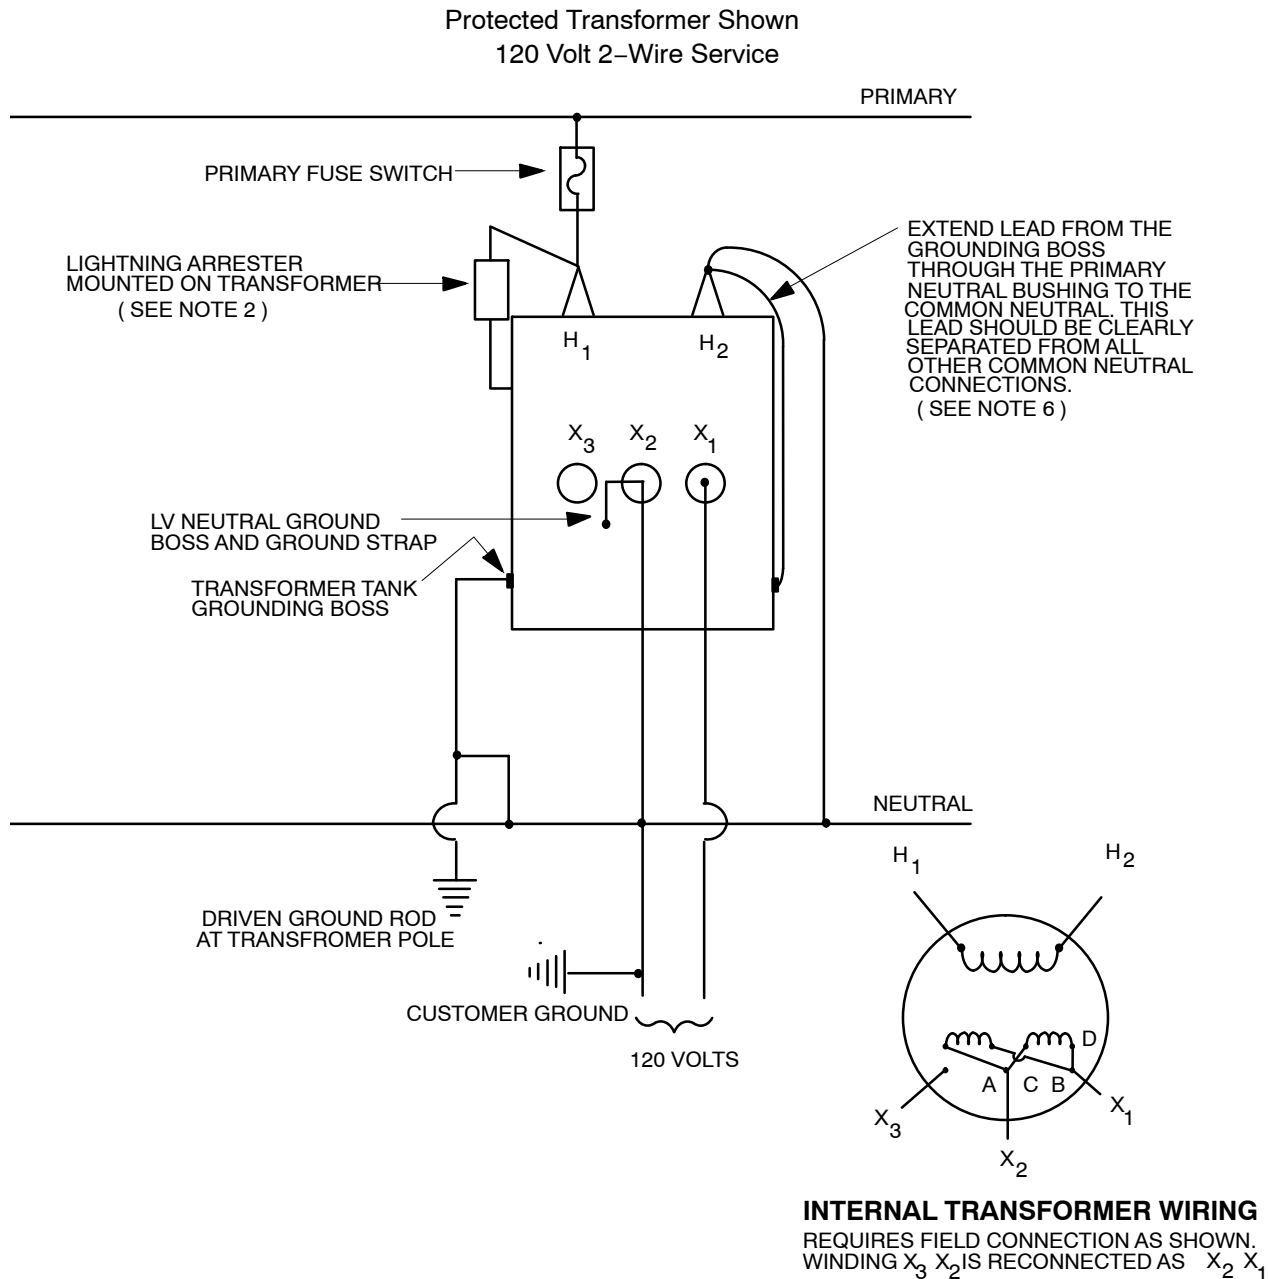 Protected Transformer Shown
120 Volt 2−Wire Service
PRIMARY
PRIMARY FUSE SWITCH
LIGHTNING ARRESTER
MOUNTED ON TRANSFORMER
( SEE NOTE 2 )
EXTEND LEAD FROM THE
GROUNDING BOSS
THROUGH THE PRIMARY
NEUTRAL BUSHING TO THE
COMMON NEUTRAL. THIS
LEAD SHOULD BE CLEARLY
SEPARATED FROM ALL
OTHER COMMON NEUTRAL
CONNECTIONS.
( SEE NOTE 6 )
H1 H2
X3 X2 X1
LV NEUTRAL GROUND
BOSS AND GROUND STRAP
TRANSFORMER TANK
GROUNDING BOSS
NEUTRAL
DRIVEN GROUND ROD
AT TRANSFROMER POLE
CUSTOMER GROUND
120 VOLTS
H1 H2
D
A C B
X3 X1
X2
INTERNAL TRANSFORMER WIRING
REQUIRES FIELD CONNECTION AS SHOWN.
WINDING X3 X2 IS RECONNECTED AS X2 X1